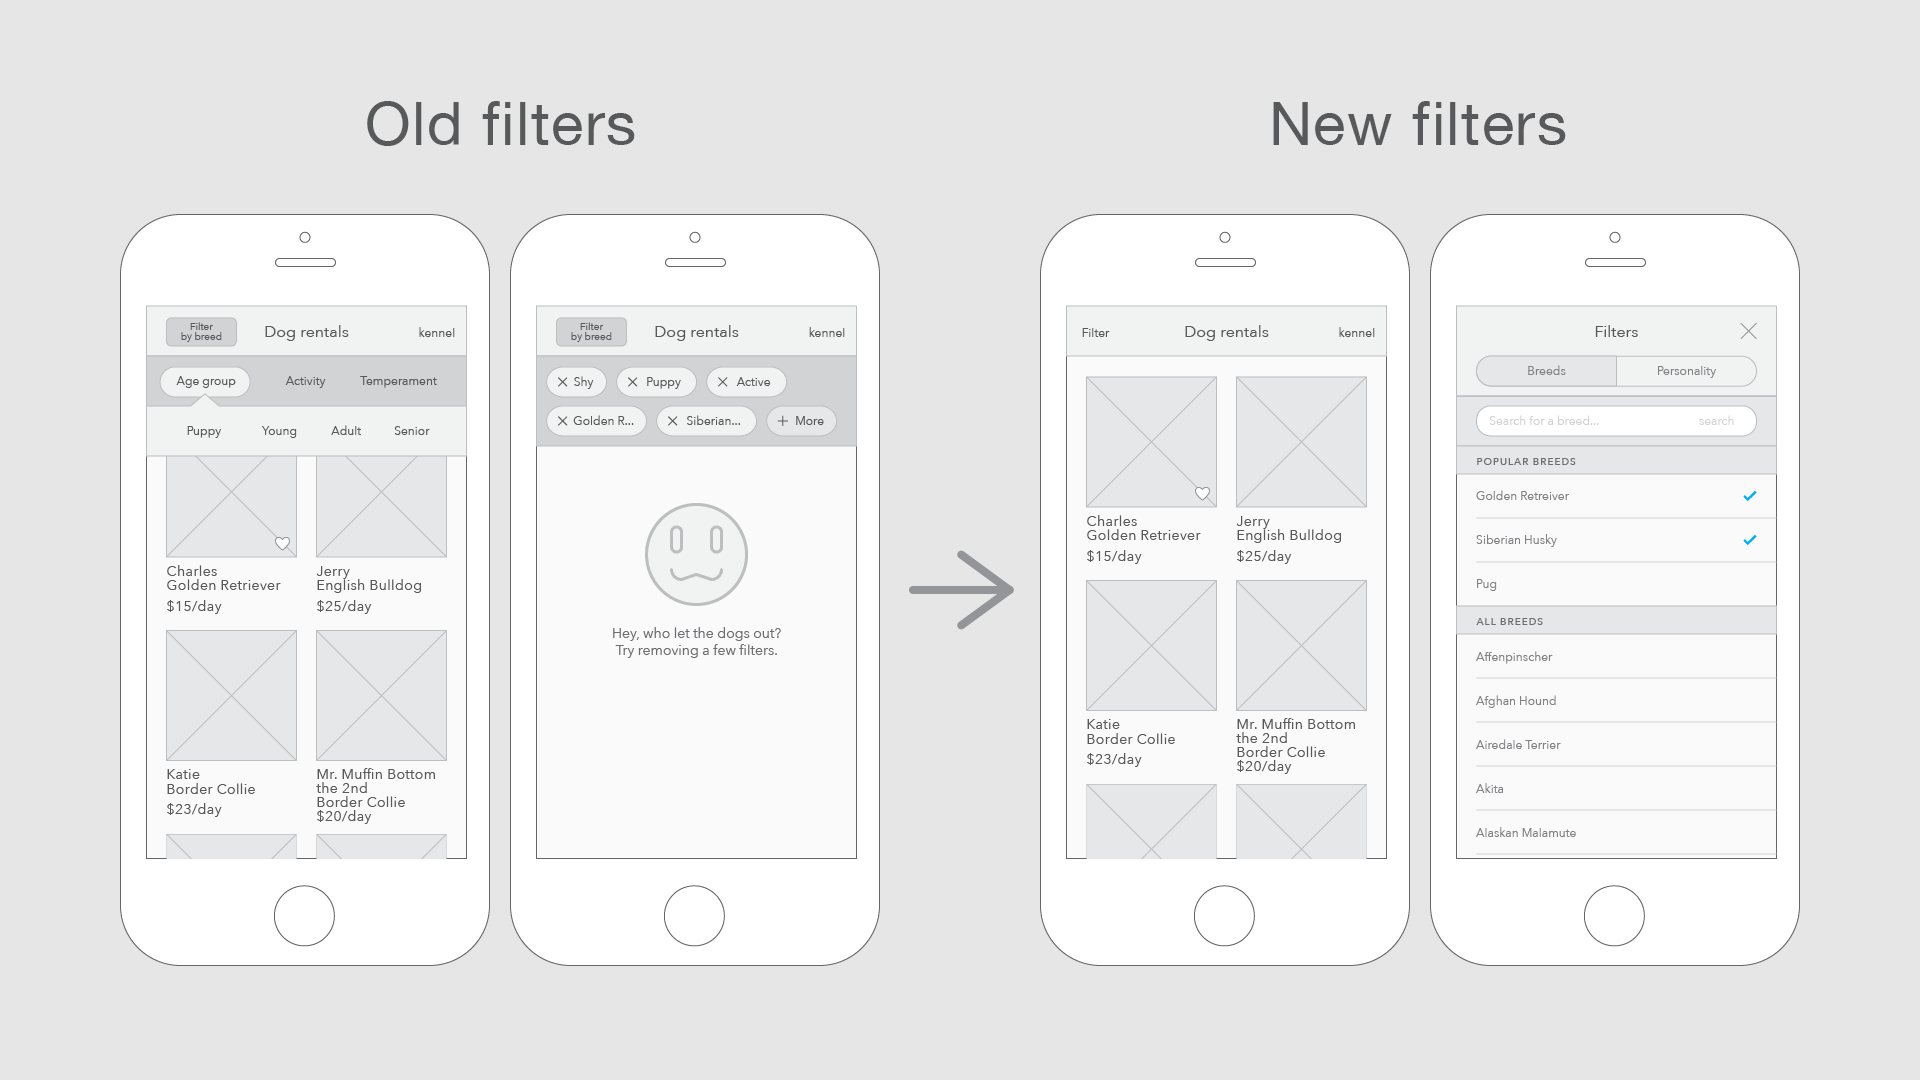 Old filters
New filters
Filter
by breed
Dog rentals
kennel
Age group
Activity
Temperament
Puppy
Young
Adult
Senior
Charles
Golden Retriever
$15/day
Jerry
English Bulldog
$25/day
Katie
Border Collie
$23/day
Mr. Muffin Bottom
the 2nd
Border Collie
$20/day
Filter
by breed
Dog rentals
kennel
Shy
Puppy
Active
Golden R...
Siberian...
More
Hey, who let the dogs out?
Try removing a few filters.
Filter
Dog rentals
kennel
Charles
Golden Retriever
$15/day
Jerry
English Bulldog
$25/day
Katie
Border Collie
$23/day
Mr. Muffin Bottom
the 2nd
Border Collie
$20/day
Filters
Breeds
Personality
Search for a breed...
search
POPULAR BREEDS
Golden Retreiver
Siberian Husky
Pug
ALL BREEDS
Affenpinscher
Afghan Hound
Airedale Terrier
Akita
Alaskan Malamute